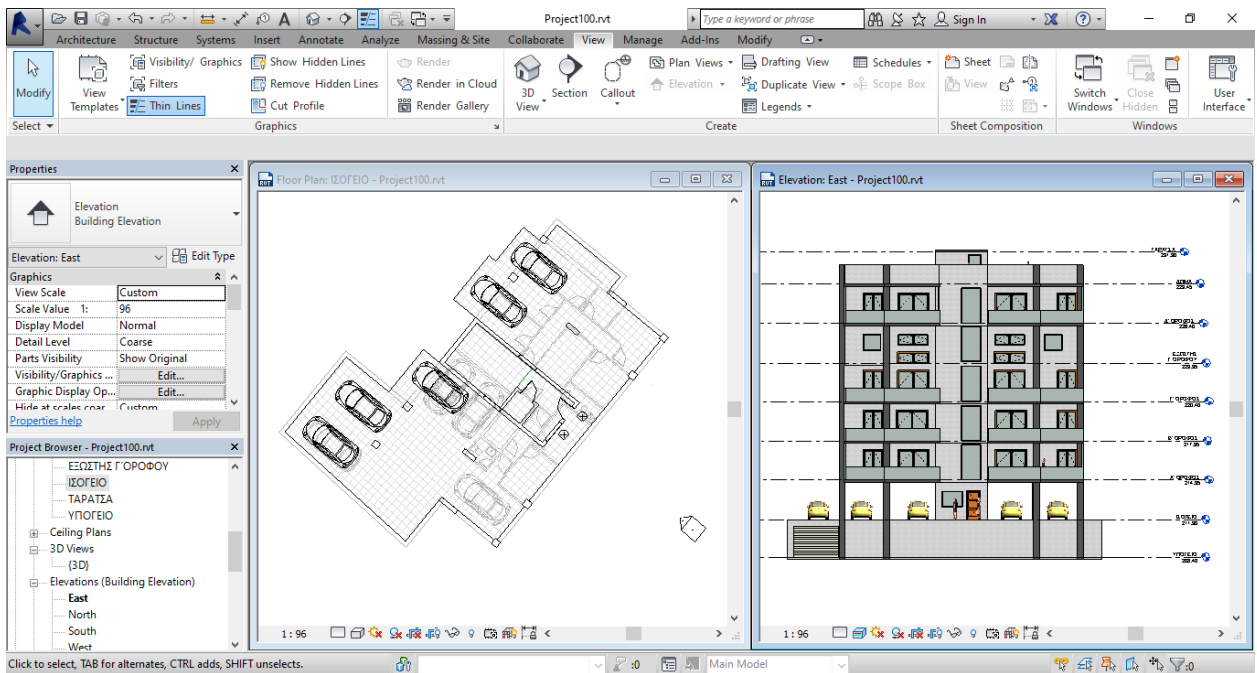 Project100.rvt
Type a keyword or phrase
Sign In
Architecture Structure Systems Insert Annotate Analyze Massing & Site Collaborate View Manage Add-Ins Modify
Modify
View Templates
Visibility/ Graphics
Filters
Thin Lines
Show Hidden Lines
Remove Hidden Lines
Cut Profile
Render
Render in Cloud
Render Gallery
3D View
Section
Callout
Plan Views
Elevation
Drafting View
Duplicate View
Legends
Schedules
Scope Box
Sheet
View
Switch Windows
Close Hidden
User Interface
Select
Graphics
Create
Sheet Composition
Windows
Properties
Elevation
Building Elevation
Elevation: East
Edit Type
Graphics
View Scale Custom
Scale Value 1: 96
Display Model Normal
Detail Level Coarse
Parts Visibility Show Original
Visibility/Graphics ... Edit...
Graphic Display Op... Edit...
Hide at scales coar... Custom
Properties help
Apply
Project Browser - Project100.rvt
ΕΞΩΣΤΗΣ Γ΄ΟΡΟΦΟΥ
ΙΣΟΓΕΙΟ
ΤΑΡΑΤΣΑ
ΥΠΟΓΕΙΟ
Ceiling Plans
3D Views
{3D}
Elevations (Building Elevation)
East
North
South
West
Floor Plan: ΙΣΟΓΕΙΟ - Project100.rvt
1 : 96
Elevation: East - Project100.rvt
1 : 96
Click to select, TAB for alternates, CTRL adds, SHIFT unselects.
:0
Main Model
:0